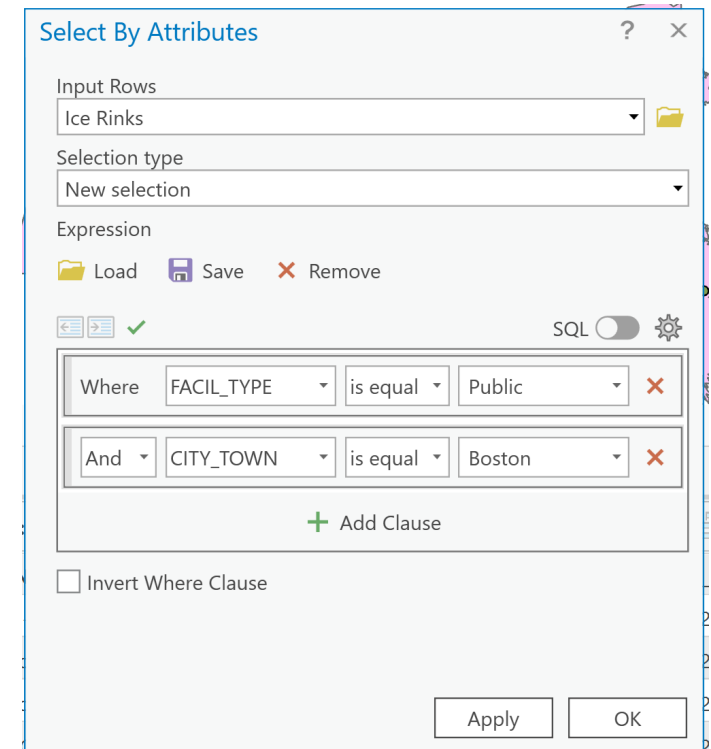 Select By Attributes ?
Input Rows
Ice Rinks
Selection type
New selection
Expression
Load Save Remove
SQL
Where FACIL_TYPE is equal Public
And CITY_TOWN is equal Boston
Add Clause
Invert Where Clause
Apply OK